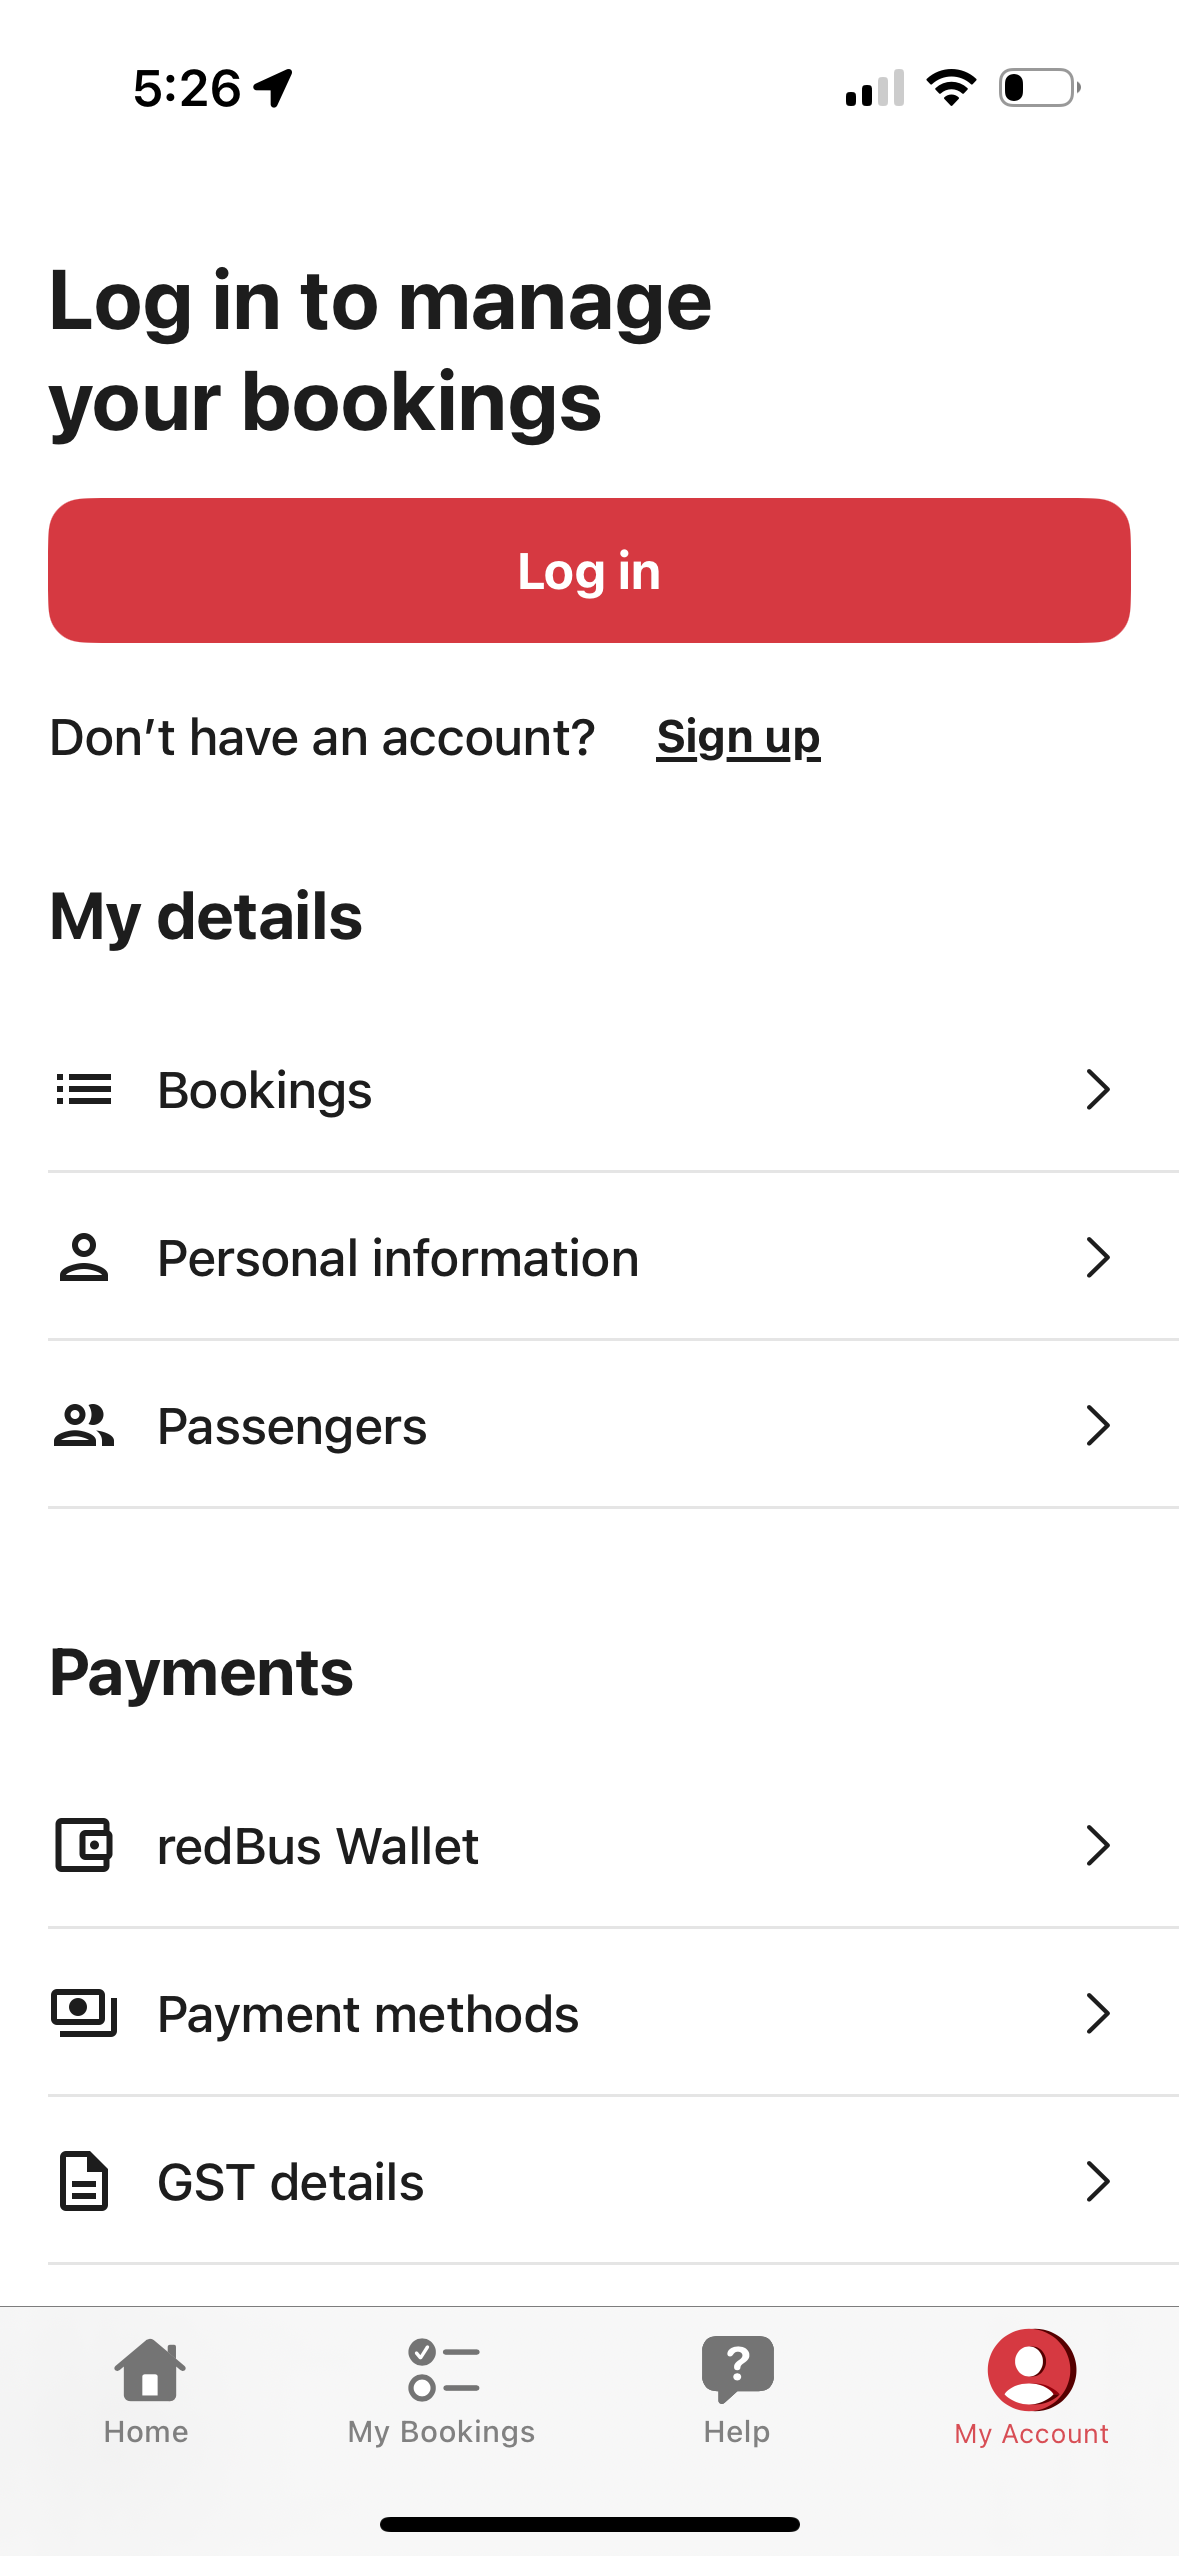 5:26
Log in to manage
your bookings
Log in
Don’t have an account? Sign up
My details
Bookings
Personal information
Passengers
Payments
redBus Wallet
Payment methods
GST details
Home My Bookings Help My Account